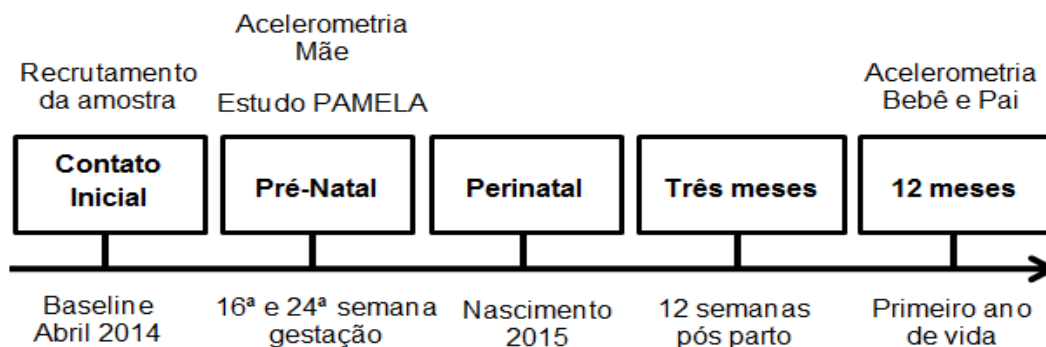 Recrutamento
da amostra
Acelerometria
Mãe
Estudo PAMELA
Acelerometria
Bebê e Pai
Contato
Inicial
Pré-Natal
Perinatal
Três meses
12 meses
Baseline
Abril 2014
16ª e 24ª semana
gestação
Nascimento
2015
12 semanas
pós parto
Primeiro ano
de vida